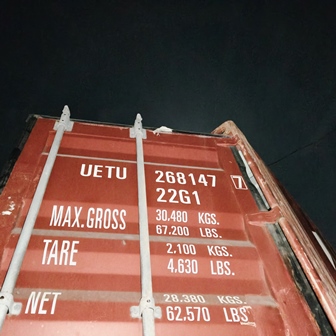 UETU 268147 7
22G1
MAX.GROSS 30.480 KGS.
67.200 LBS.
TARE 2.100 KGS.
4,630 LBS.
NET 28.380 KGS.
62,570 LBS.